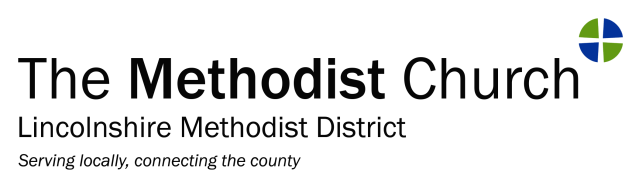 The Methodist Church
Lincolnshire Methodist District
Serving locally, connecting the county